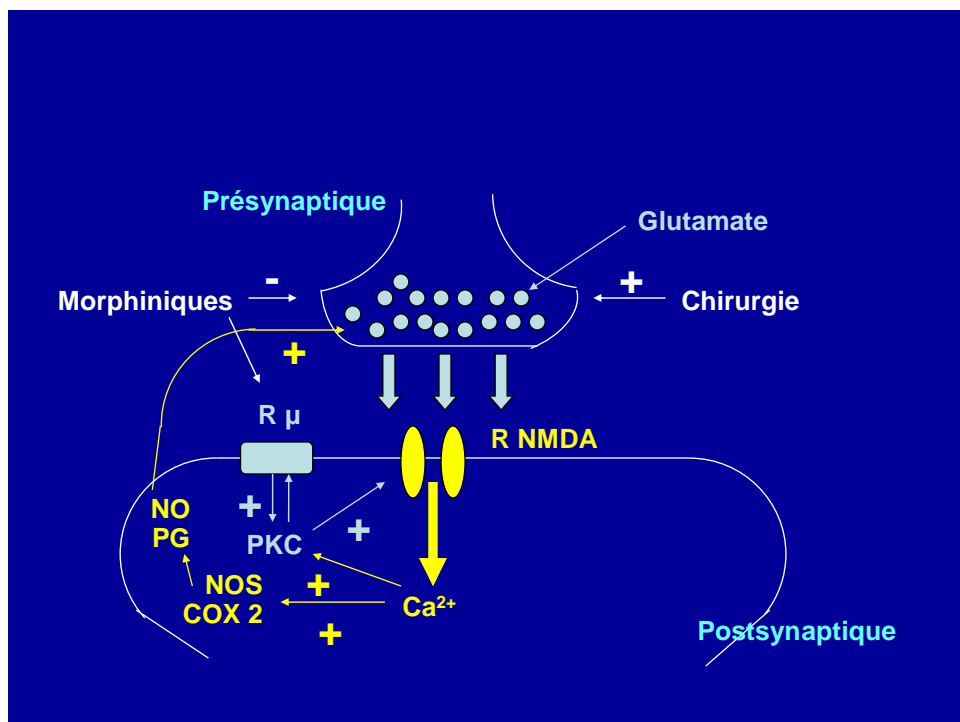 Présynaptique
Glutamate
-
+
Morphiniques
Chirurgie
+
R µ
R NMDA
NO
PG
+
PKC
+
NOS
COX 2
+
+
Ca²⁺
Postsynaptique